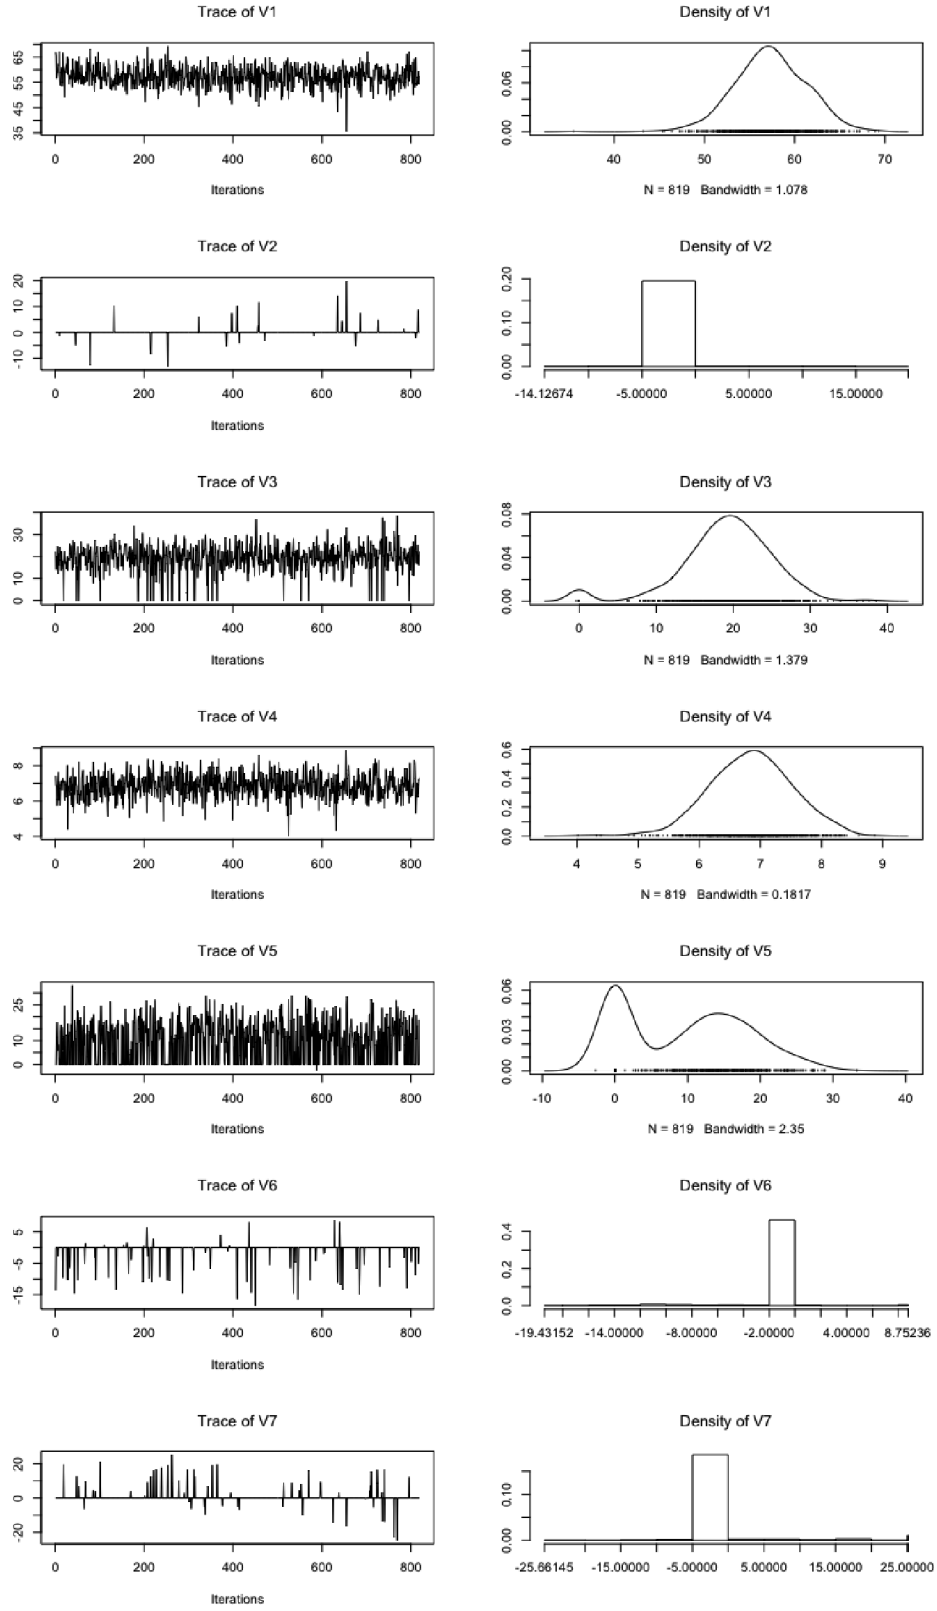 Trace of V1
Density of V1
35 45 55 65
0.00 0.06
0 200 400 600 800
40 50 60 70
Iterations
N = 819 Bandwidth = 1.078
Trace of V2
Density of V2
-10 0 10 20
0.00 0.10 0.20
0 200 400 600 800
-14.12674 -5.00000 5.00000 15.00000
Iterations
Trace of V3
Density of V3
0 10 30
0.00 0.04 0.08
0 200 400 600 800
0 10 20 30 40
Iterations
N = 819 Bandwidth = 1.379
Trace of V4
Density of V4
4 6 8
0.0 0.2 0.4 0.6
0 200 400 600 800
4 5 6 7 8 9
Iterations
N = 819 Bandwidth = 0.1817
Trace of V5
Density of V5
0 10 25
0.00 0.03 0.06
0 200 400 600 800
-10 0 10 20 30 40
Iterations
N = 819 Bandwidth = 2.35
Trace of V6
Density of V6
-15 -5 5
0.0 0.2 0.4
0 200 400 600 800
-19.43152 -14.00000 -8.00000 -2.00000 4.00000 8.75236
Iterations
Trace of V7
Density of V7
-20 0 20
0.00 0.10
0 200 400 600 800
-25.66145 -15.00000 -5.00000 5.00000 15.00000 25.00000
Iterations